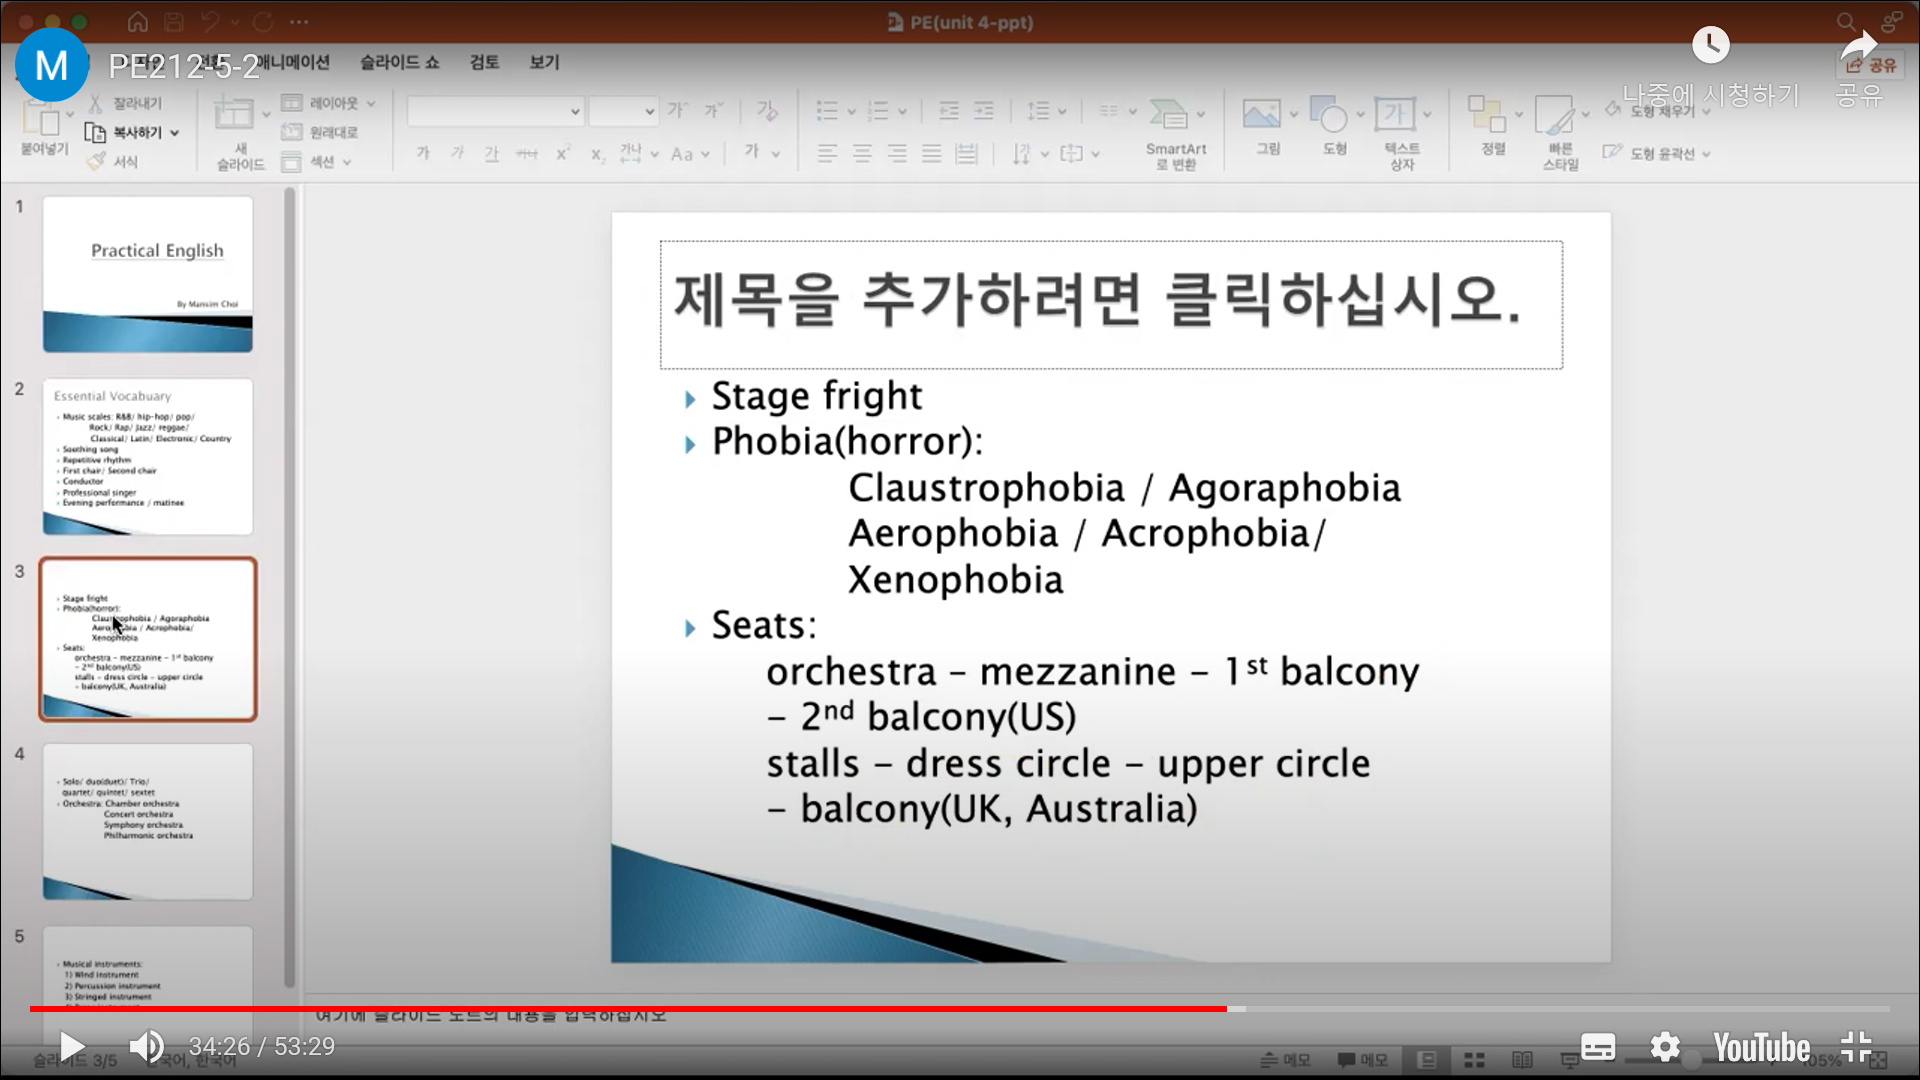 PE(unit 4-ppt)
M
PE212-5-2
애니메이션
슬라이드 쇼
검토
보기
나중에 시청하기
공유
공유
붙여넣기
잘라내기
복사하기
서식
새
슬라이드
레이아웃
원래대로
섹션
SmartArt
로 변환
그림
도형
텍스트
상자
정렬
빠른
스타일
도형 채우기
도형 윤곽선
1
Practical English
By Mansim Choi
2
Essential Vocabuary
Music scales: R&B/ hip-hop/ pop/
Rock/ Rap/ Jazz/ reggae/
Classical/ Latin/ Electronic/ Country
Soothing song
Repetitive rhythm
First chair/ Second chair
Conductor
Professional singer
Evening performance / matinee
3
Stage fright
Phobia(horror):
Claustrophobia / Agoraphobia
Aerophobia / Acrophobia/
Xenophobia
Seats:
orchestra – mezzanine – 1st balcony
– 2nd balcony(US)
stalls – dress circle – upper circle
– balcony(UK, Australia)
4
Solo/ duo(duet)/ Trio/
quartet/ quintet/ sextet
Orchestra: Chamber orchestra
Concert orchestra
Symphony orchestra
Philharmonic orchestra
5
Musical instruments:
1) Wind instrument
2) Percussion instrument
3) Stringed instrument
제목을 추가하려면 클릭하십시오.
Stage fright
Phobia(horror):
Claustrophobia / Agoraphobia
Aerophobia / Acrophobia/
Xenophobia
Seats:
orchestra – mezzanine – 1st balcony
– 2nd balcony(US)
stalls – dress circle – upper circle
– balcony(UK, Australia)
여기에 슬라이드 노트의 내용을 입력하십시오
34:26 / 53:29
YouTube
슬라이드 3/5
한국어, 한국어
메모
메모